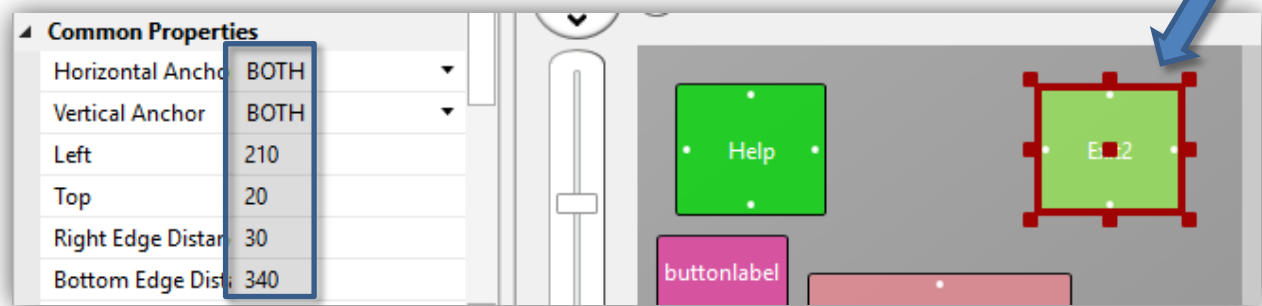 Common Properties
Horizontal Ancho BOTH
Vertical Anchor BOTH
Left 210
Top 20
Right Edge Distan 30
Bottom Edge Dist 340
Help
buttonlabel